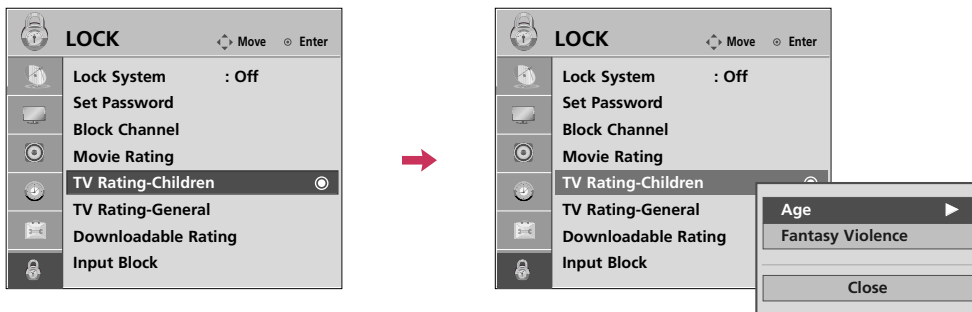 LOCK
Move
Enter
Lock System : Off
Set Password
Block Channel
Movie Rating
TV Rating-Children
TV Rating-General
Downloadable Rating
Input Block
LOCK
Move
Enter
Lock System : Off
Set Password
Block Channel
Movie Rating
TV Rating-Children
TV Rating-General
Downloadable Rating
Input Block
Age
Fantasy Violence
Close